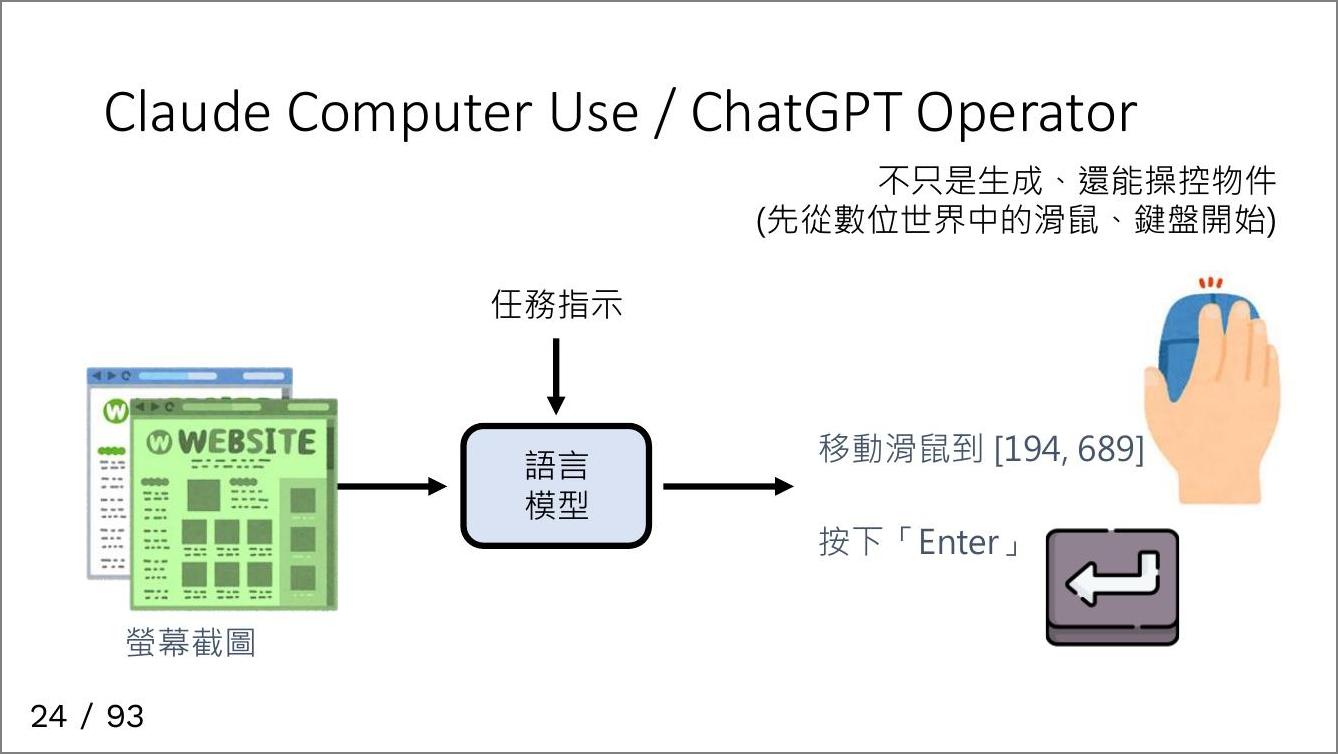 Claude Computer Use / ChatGPT Operator
不只是生成、還能操控物件
(先從數位世界中的滑鼠、鍵盤開始)
任務指示
W
W WEBSITE
語言
模型
移動滑鼠到 [194, 689]
按下「Enter」
螢幕截圖
24 / 93